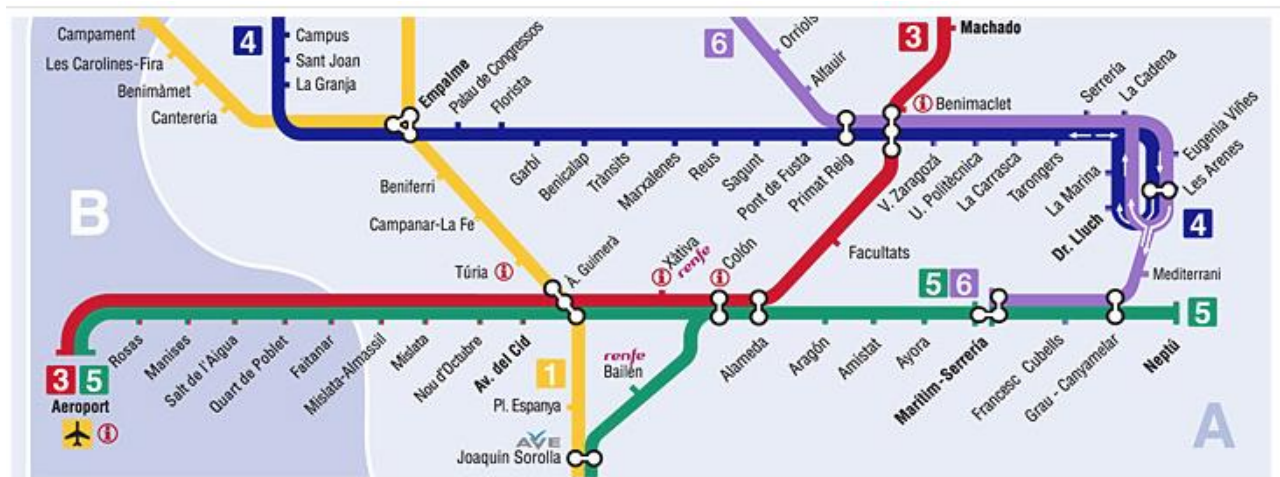 Campament
Les Carolines-Fira
Benimàmet
Cantereria
4
Campus
Sant Joan
La Granja
Empalme
Palau de Congressos
Florista
6
Orriols
Alfauir
3
Machado
Benimaclet
Serrería
La Cadena
Eugenia Viñes
Les Arenes
4
Garbí
Benicalap
Trànsits
Marxalenes
Reus
Sagunt
Pont de Fusta
Primat Reig
V. Zaragozà
U. Politècnica
La Carrasca
Tarongers
La Marina
Dr. Lluch
B
Beniferri
Campanar-La Fe
Túria
À. Guimerà
Xàtiva
renfe
Colón
Facultats
5 6
Mediterrani
5
Rosas
Manises
Salt de l'Aigua
Quart de Poblet
Faitanar
Mislata-Almassil
Mislata
Nou d'Octubre
Av. del Cid
renfe
Bailén
Alameda
Aragón
Amistat
Ayora
Marítim-Serrería
Francesc Cubells
Grau - Canyamelar
Neptú
3 5
Aeroport
1
Pl. Espanya
AVE
Joaquín Sorolla
A